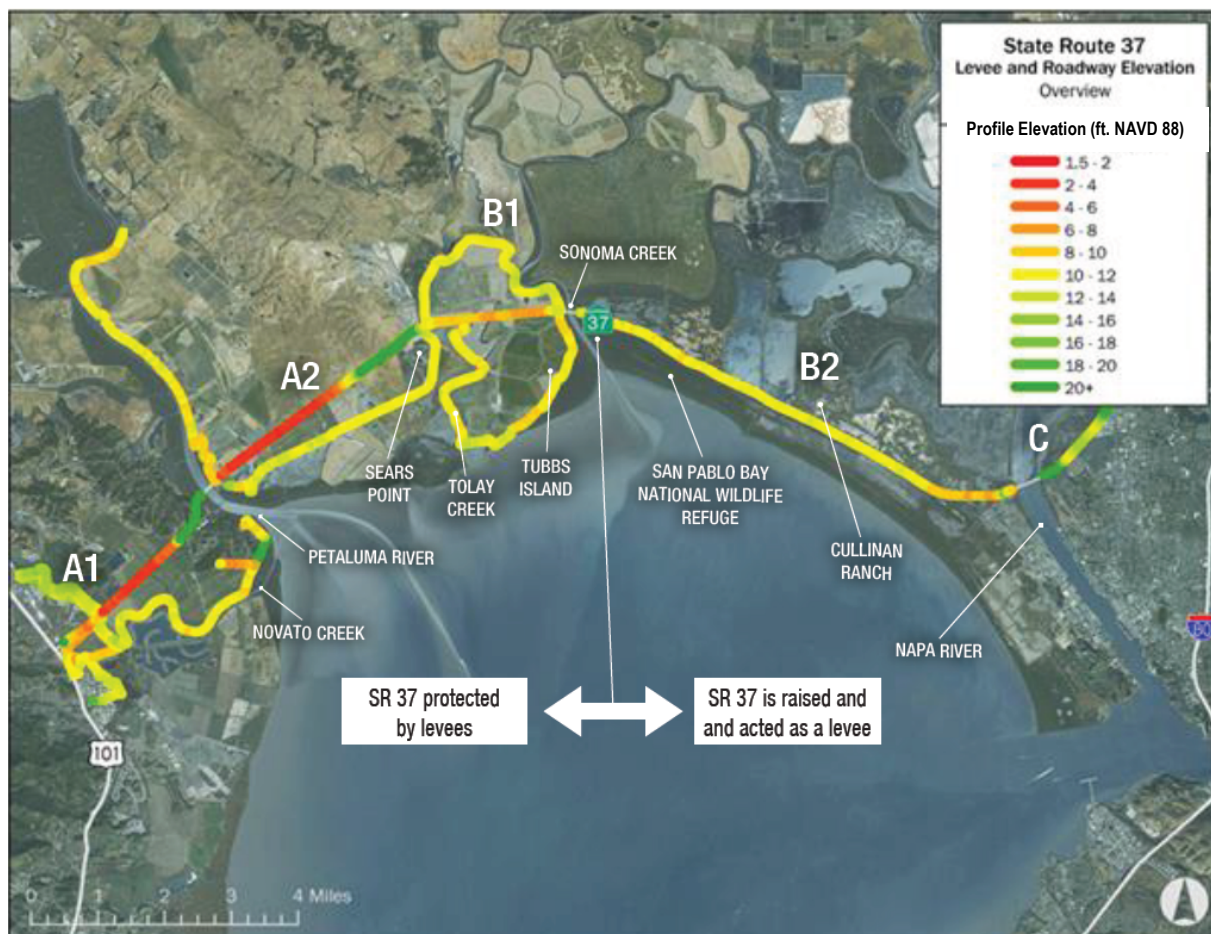 State Route 37
Levee and Roadway Elevation
Overview
Profile Elevation (ft. NAVD 88)
1.5 - 2
2 - 4
4 - 6
6 - 8
8 - 10
10 - 12
12 - 14
14 - 16
16 - 18
18 - 20
20+
B1
SONOMA CREEK
37
A2
B2
C
SEARS
POINT
TOLAY
CREEK
TUBBS
ISLAND
SAN PABLO BAY
NATIONAL WILDLIFE
REFUGE
CULLINAN
RANCH
PETALUMA RIVER
A1
NOVATO CREEK
NAPA RIVER
80
SR 37 protected
by levees
SR 37 is raised and
and acted as a levee
101
0 1 2 3 4 Miles